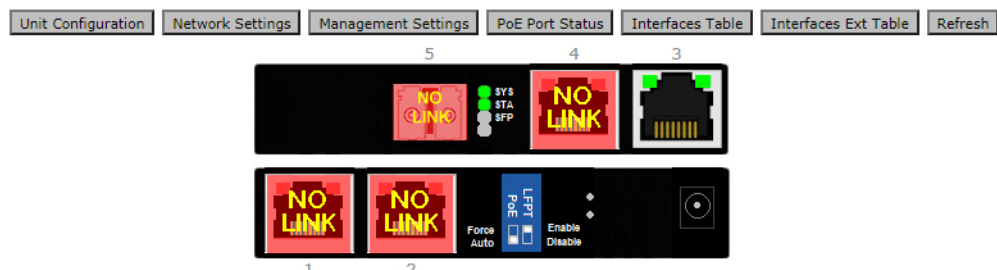 Unit Configuration Network Settings Management Settings PoE Port Status Interfaces Table Interfaces Ext Table Refresh
5 4 3
NO LINK
SYS
STA
SFP
NO LINK
NO LINK
NO LINK
PoE LFPT
Force Enable
Auto Disable
1 2